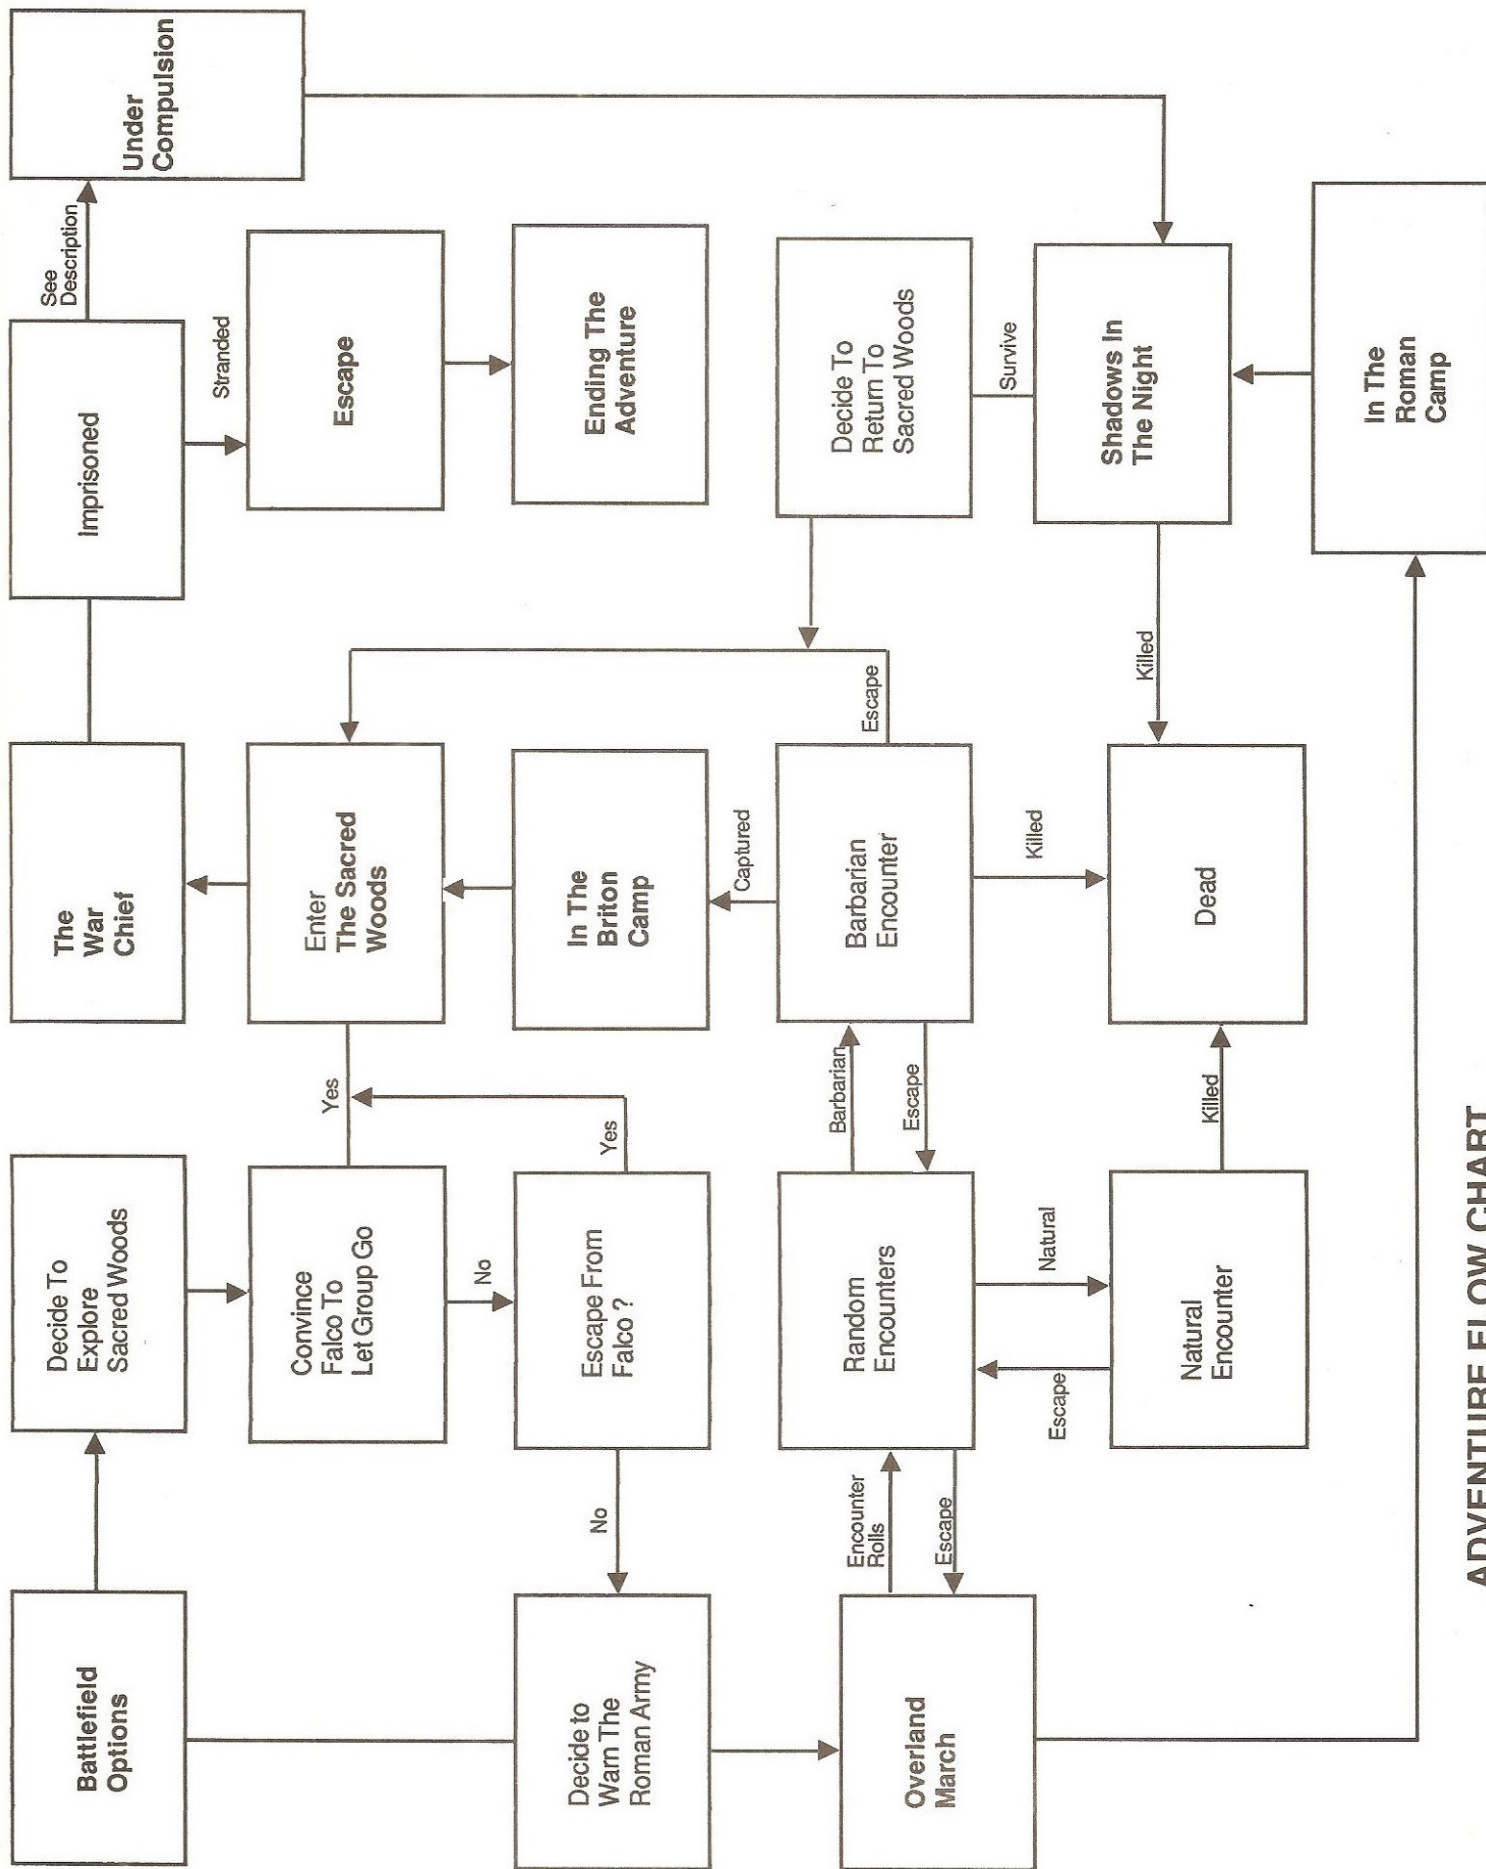 Battlefield
Options
Decide To
Explore
Sacred Woods
The
War
Chief
Imprisoned
See
Description
Under
Compulsion
Convince
Falco To
Let Group Go
Yes
Enter
The Sacred
Woods
Stranded
Escape
No
Decide to
Warn The
Roman Army
No
Escape From
Falco ?
Yes
In The
Briton
Camp
Ending The
Adventure
Captured
Overland
March
Encounter
Rolls
Escape
Random
Encounters
Barbarian
Escape
Barbarian
Encounter
Escape
Decide To
Return To
Sacred Woods
Natural
Escape
Killed
Survive
Natural
Encounter
Killed
Dead
Killed
Shadows In
The Night
In The
Roman
Camp
ADVENTURE FLOW CHART